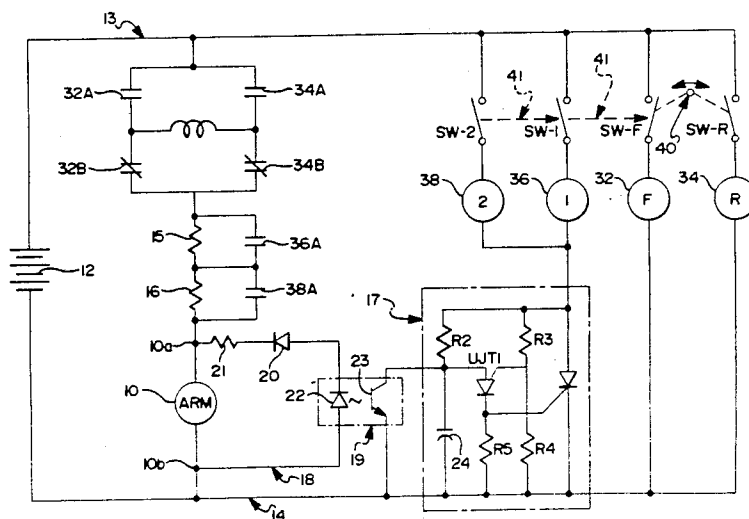 13
41
41
32A
34A
SW-2
SW-1
SW-F
SW-R
40
32B
34B
38
2
36
1
32
F
34
R
15
36A
12
16
38A
17
10a
21
20
23
R2
UJT1
R3
10
ARM
22
19
24
R5
R4
10b
18
14